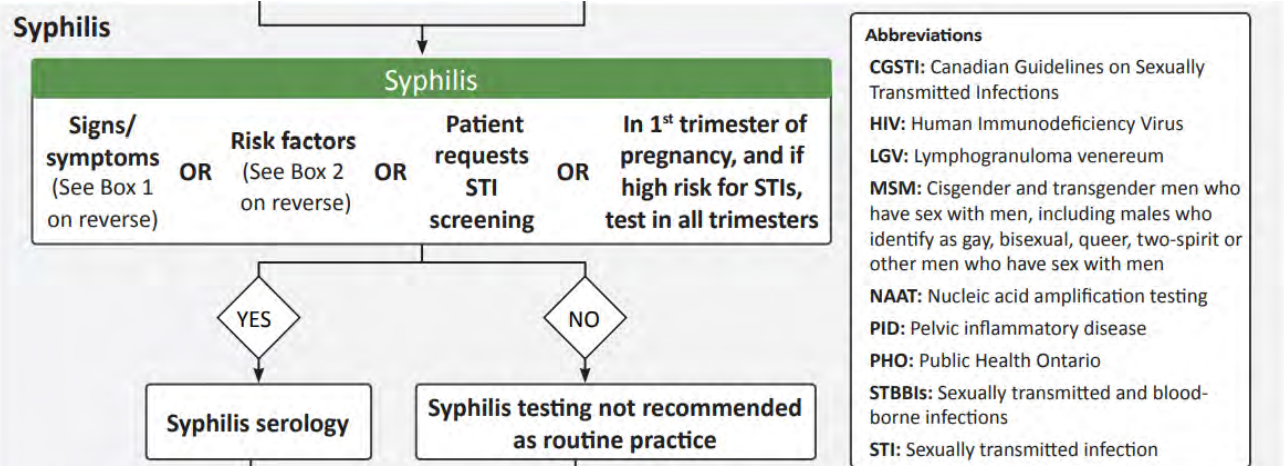 Syphilis
Syphilis
Signs/
symptoms
(See Box 1
on reverse)
OR
Risk factors
(See Box 2
on reverse)
OR
Patient
requests
STI
screening
OR
In 1st trimester of
pregnancy, and if
high risk for STIs,
test in all trimesters
YES
NO
Syphilis serology
Syphilis testing not recommended
as routine practice
Abbreviations
CGSTI: Canadian Guidelines on Sexually
Transmitted Infections
HIV: Human Immunodeficiency Virus
LGV: Lymphogranuloma venereum
MSM: Cisgender and transgender men who
have sex with men, including males who
identify as gay, bisexual, queer, two-spirit or
other men who have sex with men
NAAT: Nucleic acid amplification testing
PID: Pelvic inflammatory disease
PHO: Public Health Ontario
STBBIs: Sexually transmitted and blood-
borne infections
STI: Sexually transmitted infection